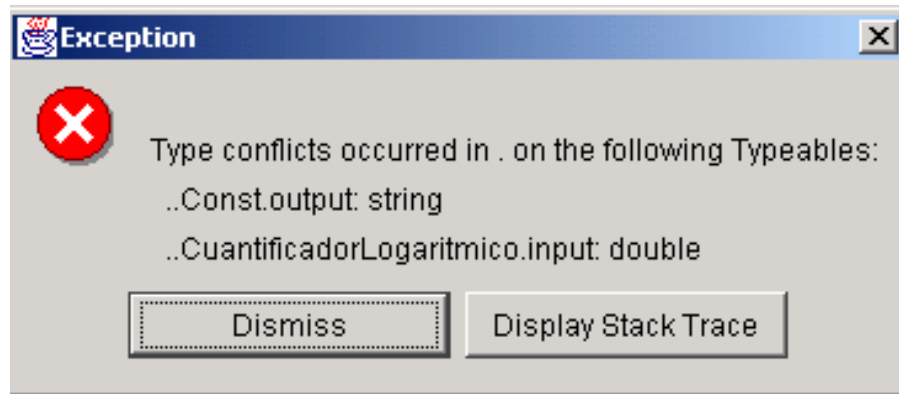 Exception
Type conflicts occurred in . on the following Typeables:
..Const.output: string
..CuantificadorLogaritmico.input: double
Dismiss
Display Stack Trace